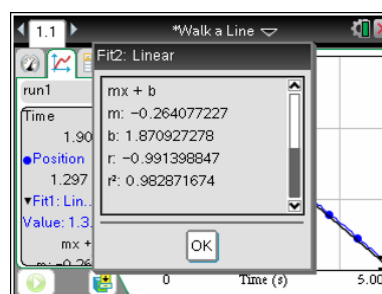 1.1
*Walk a Line
Fit2: Linear
mx + b
m: -0.264077227
b: 1.870927278
r: -0.991398847
r²: 0.982871674
OK
run1
Time
1.90
Position
1.297
Fit1: Lin..
Value: 1.3.
mx +
0
Time (s)
5.00